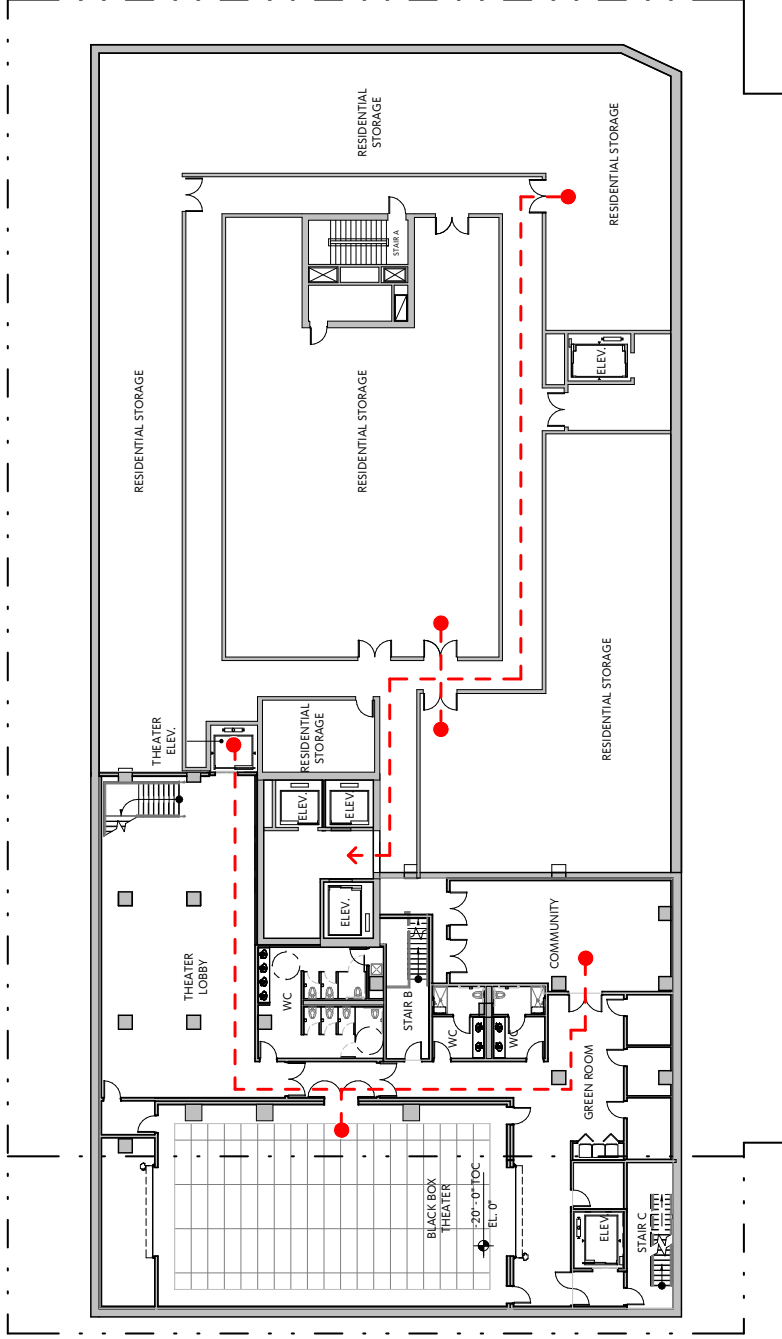 RESIDENTIAL
STORAGE
RESIDENTIAL STORAGE
STAIR A
ELEV.
RESIDENTIAL STORAGE
RESIDENTIAL STORAGE
RESIDENTIAL STORAGE
THEATER
ELEV.
RESIDENTIAL
STORAGE
ELEV.
ELEV.
ELEV.
THEATER
LOBBY
COMMUNITY
WC
STAIR B
WC
WC
GREEN ROOM
BLACK BOX
THEATER
-20' - 0" TOC
EL. 0"
ELEV.
STAIR C